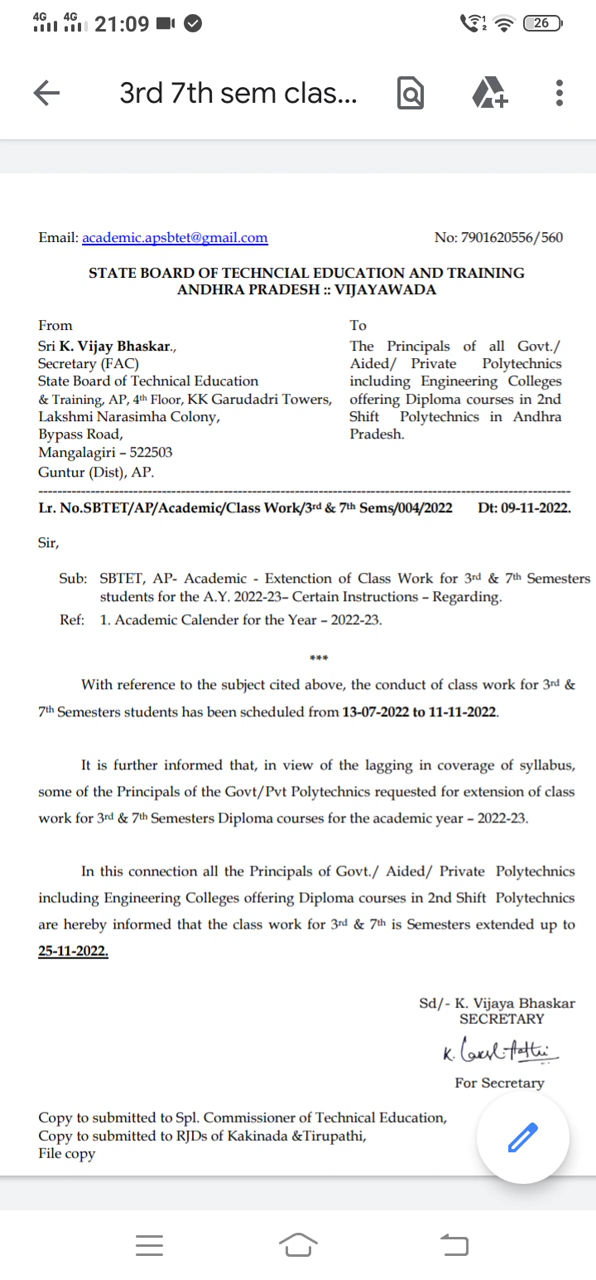 4G 4G 21:09 26
3rd 7th sem clas...
Email: academic.apsbtet@gmail.com No: 7901620556/560
STATE BOARD OF TECHNCIAL EDUCATION AND TRAINING
ANDHRA PRADESH :: VIJAYAWADA
From
Sri K. Vijay Bhaskar.,
Secretary (FAC)
State Board of Technical Education
& Training, AP, 4th Floor, KK Garudadri Towers,
Lakshmi Narasimha Colony,
Bypass Road,
Mangalagiri – 522503
Guntur (Dist), AP.
To
The Principals of all Govt./
Aided/ Private Polytechnics
including Engineering Colleges
offering Diploma courses in 2nd
Shift Polytechnics in Andhra
Pradesh.
Lr. No.SBTET/AP/Academic/Class Work/3rd & 7th Sems/004/2022 Dt: 09-11-2022.
Sir,
Sub: SBTET, AP- Academic - Extenction of Class Work for 3rd & 7th Semesters
students for the A.Y. 2022-23– Certain Instructions – Regarding.
Ref: 1. Academic Calender for the Year – 2022-23.
***
With reference to the subject cited above, the conduct of class work for 3rd &
7th Semesters students has been scheduled from 13-07-2022 to 11-11-2022.
It is further informed that, in view of the lagging in coverage of syllabus,
some of the Principals of the Govt/Pvt Polytechnics requested for extension of class
work for 3rd & 7th Semesters Diploma courses for the academic year – 2022-23.
In this connection all the Principals of Govt./ Aided/ Private Polytechnics
including Engineering Colleges offering Diploma courses in 2nd Shift Polytechnics
are hereby informed that the class work for 3rd & 7th is Semesters extended up to
25-11-2022.
Sd/- K. Vijaya Bhaskar
SECRETARY
K.
For Secretary
Copy to submitted to Spl. Commissioner of Technical Education,
Copy to submitted to RJDs of Kakinada &Tirupathi,
File copy